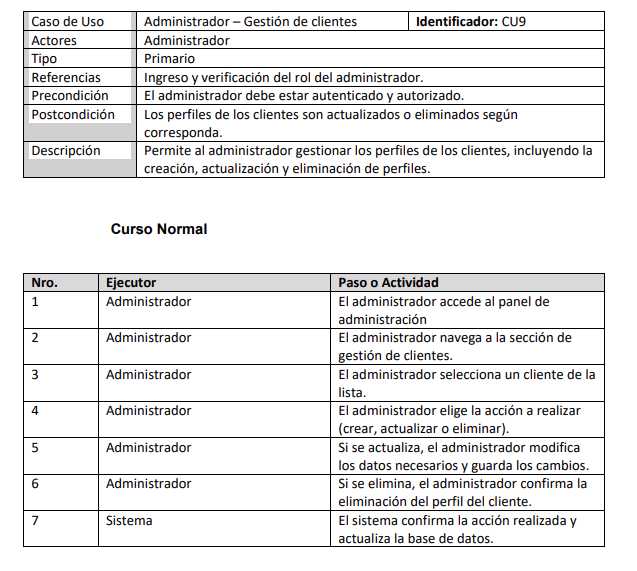 Caso de Uso Administrador – Gestión de clientes Identificador: CU9
Actores Administrador
Tipo Primario
Referencias Ingreso y verificación del rol del administrador.
Precondición El administrador debe estar autenticado y autorizado.
Postcondición Los perfiles de los clientes son actualizados o eliminados según
corresponda.
Descripción Permite al administrador gestionar los perfiles de los clientes, incluyendo la
creación, actualización y eliminación de perfiles.
Curso Normal
Nro. Ejecutor Paso o Actividad
1 Administrador El administrador accede al panel de
administración
2 Administrador El administrador navega a la sección de
gestión de clientes.
3 Administrador El administrador selecciona un cliente de la
lista.
4 Administrador El administrador elige la acción a realizar
(crear, actualizar o eliminar).
5 Administrador Si se actualiza, el administrador modifica
los datos necesarios y guarda los cambios.
6 Administrador Si se elimina, el administrador confirma la
eliminación del perfil del cliente.
7 Sistema El sistema confirma la acción realizada y
actualiza la base de datos.